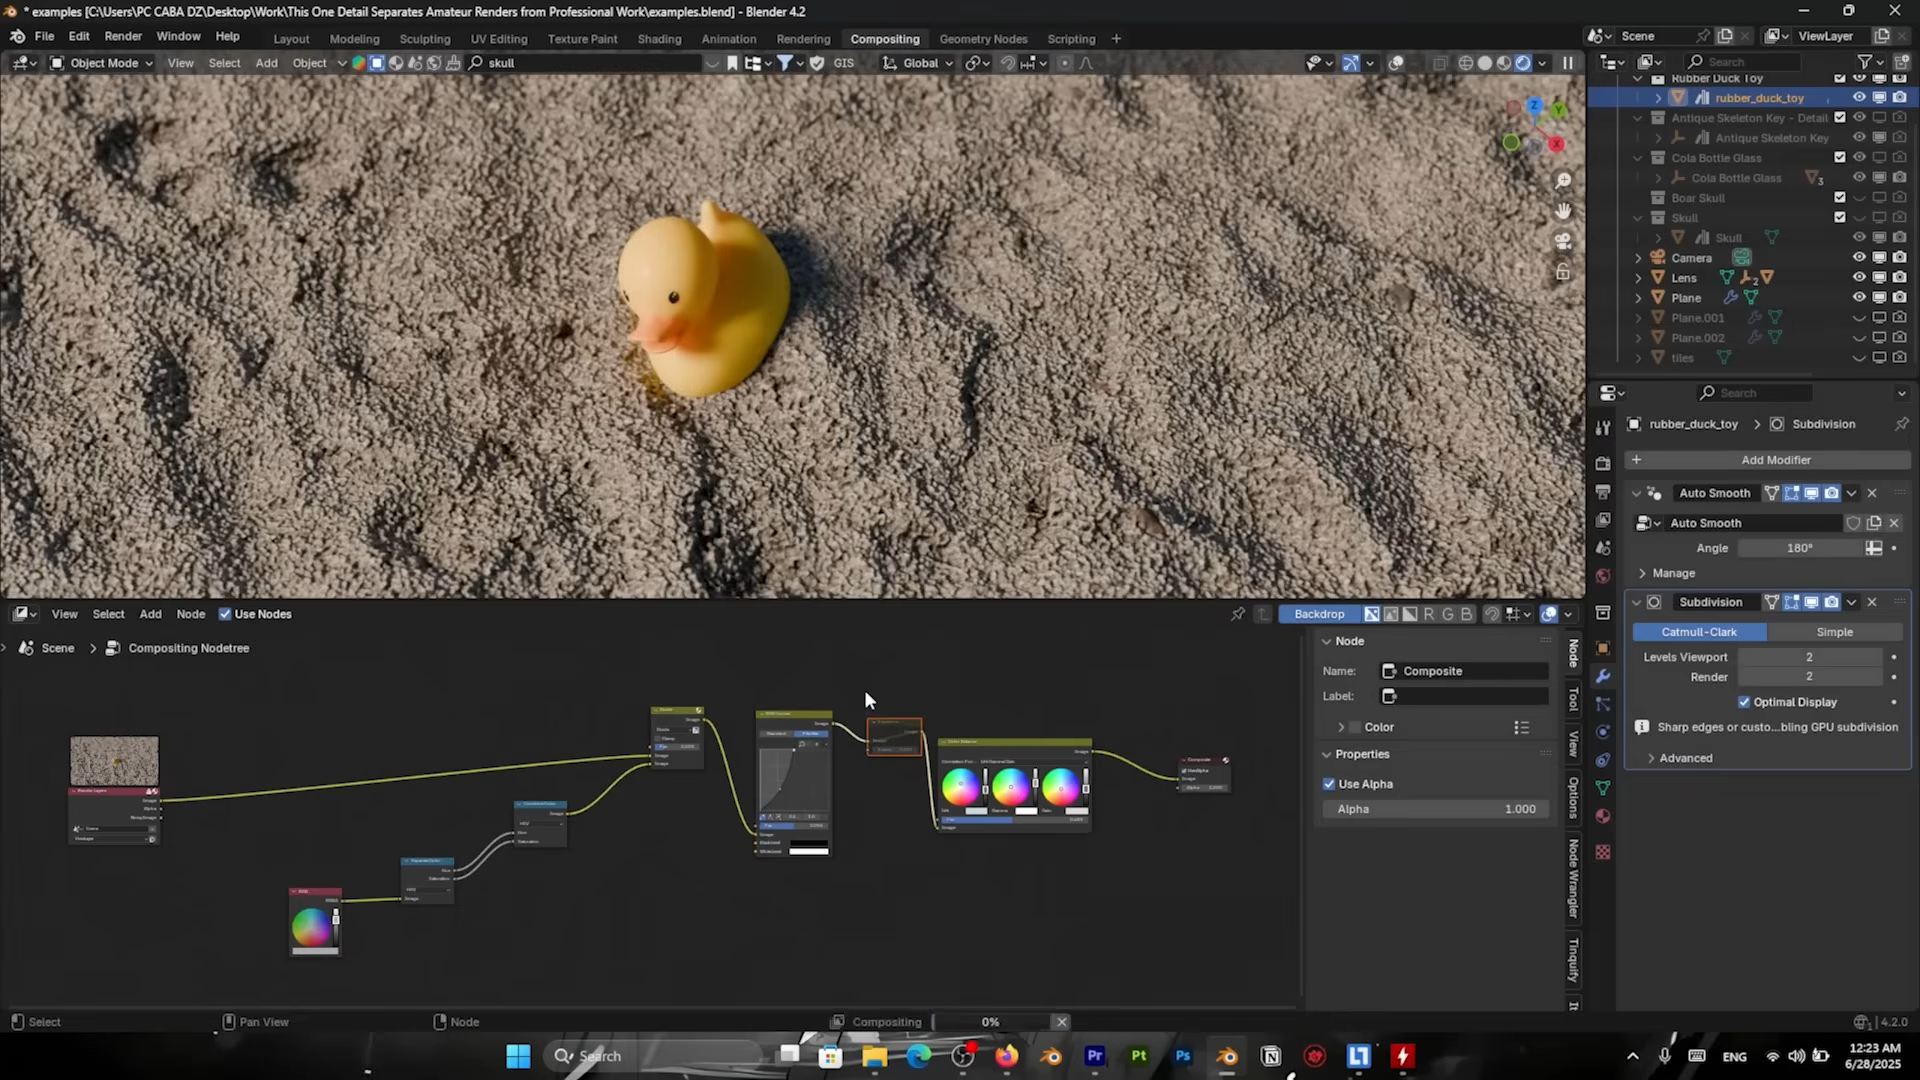 * examples [C:\Users\PC CABA DZ\Desktop\Work\This One Detail Separates Amateur Renders from Professional Work\examples.blend] - Blender 4.2
File Edit Render Window Help
Layout Modeling Sculpting UV Editing Texture Paint Shading Animation Rendering Compositing Geometry Nodes Scripting +
Scene
ViewLayer
Object Mode View Select Add Object
skull
GIS
Global
Search
Rubber Duck Toy
rubber_duck_toy
Antique Skeleton Key - Detail
Antique Skeleton Key
Cola Bottle Glass
Cola Bottle Glass 3
Boar Skull
Skull
Skull
Camera
Lens 2
Plane
Plane.001
Plane.002
tiles
Z
Y
X
Search
rubber_duck_toy > Subdivision
+ Add Modifier
Auto Smooth
Auto Smooth
Angle 180°
Manage
Subdivision
Catmull-Clark Simple
Levels Viewport 2
Render 2
Optimal Display
Sharp edges or custo...bling GPU subdivision
Advanced
View Select Add Node Use Nodes
Backdrop R G B
Scene > Compositing Nodetree
Node
Name: Composite
Label:
Color
Properties
Use Alpha
Alpha 1.000
Node
Tool
View
Options
Node Wrangler
Tinquify
It
Select Pan View Node
Compositing 0%
4.2.0
Search
Pr
Pt
Ps
ENG
12:23 AM
6/28/2025